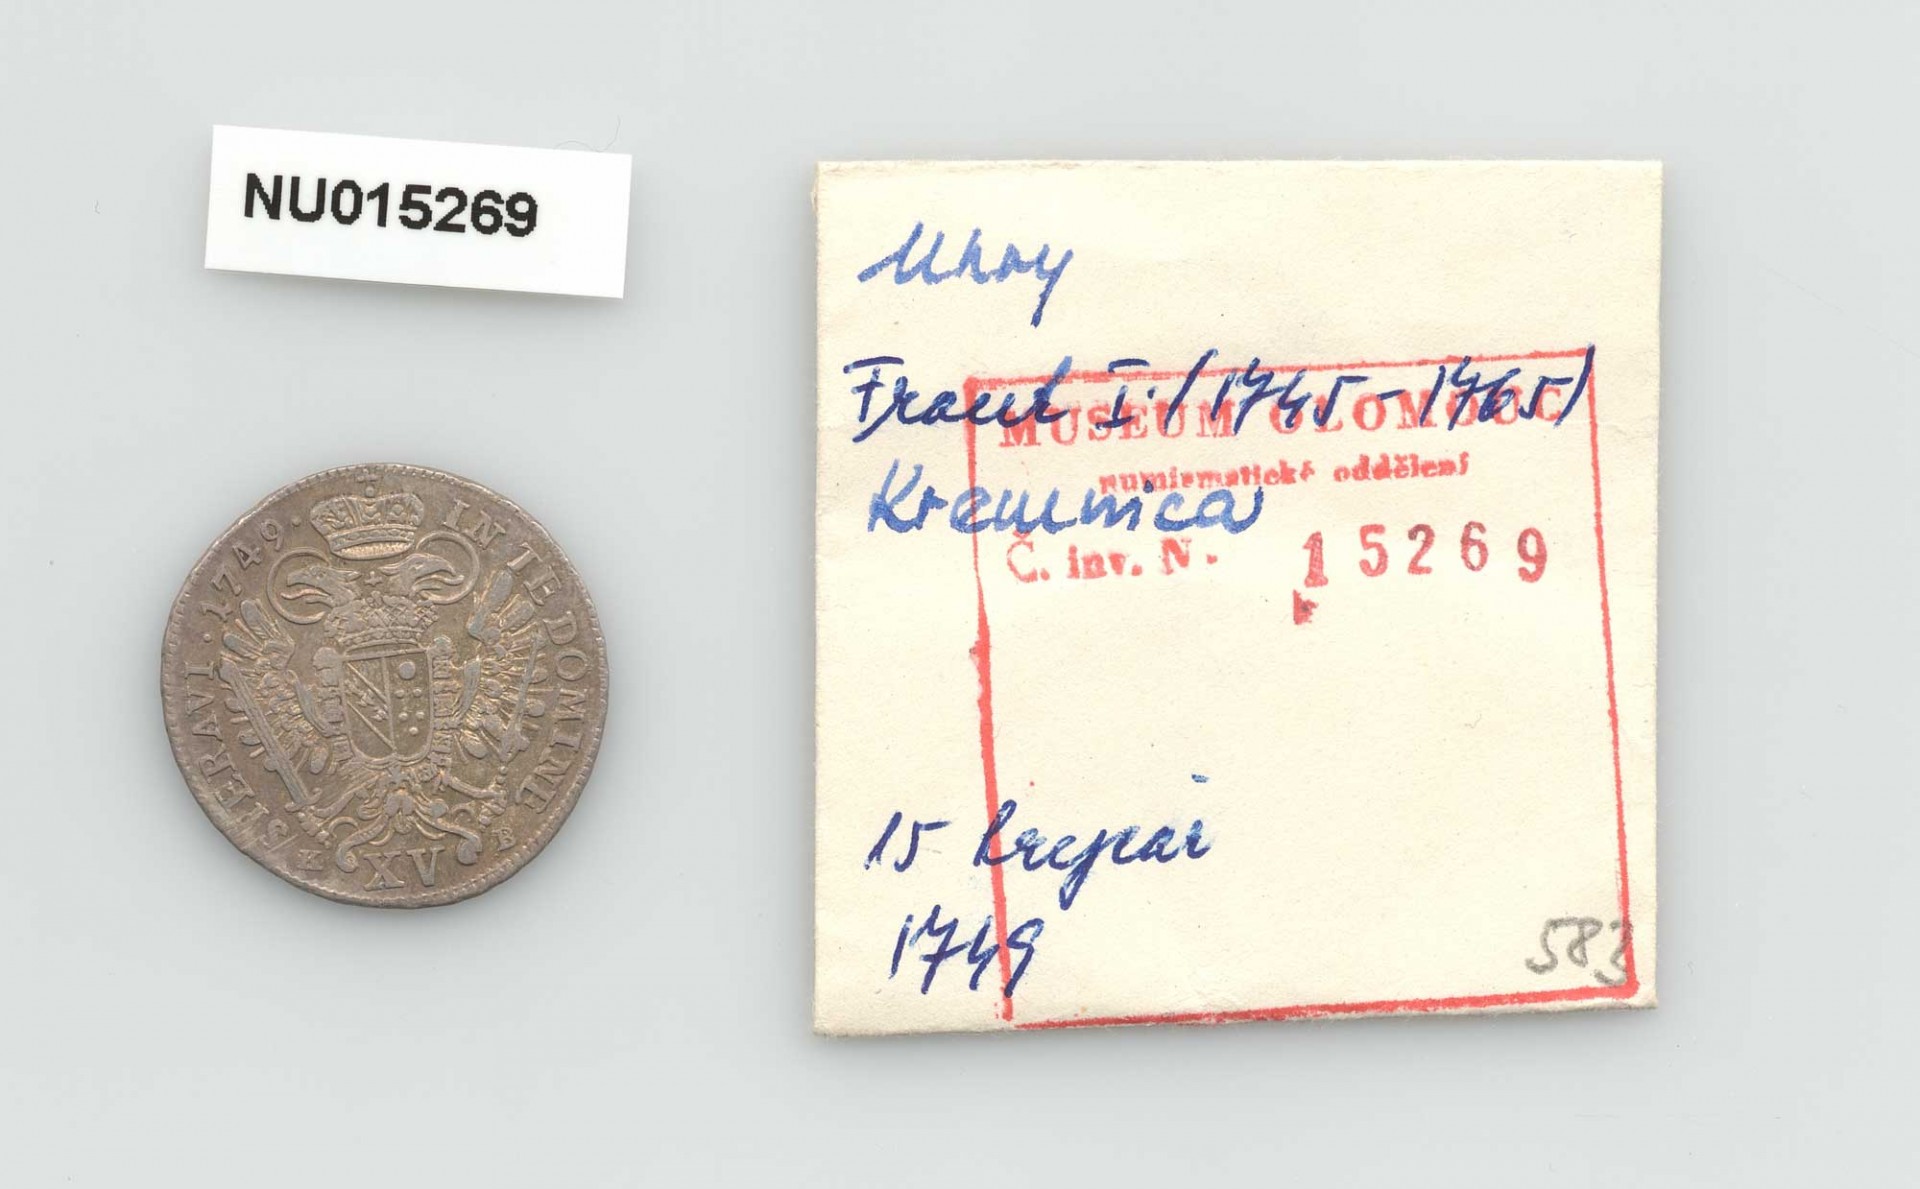 NU015269
Uhry
Frant I. (1745-1765)
MUSEUM OLOMOUC
numismatické oddělení
Kremnica
Č. inv. N. 15269
15 krejcar
1749
583
IN TE DOMINE SPERAVI · 1749 ·
K XV B